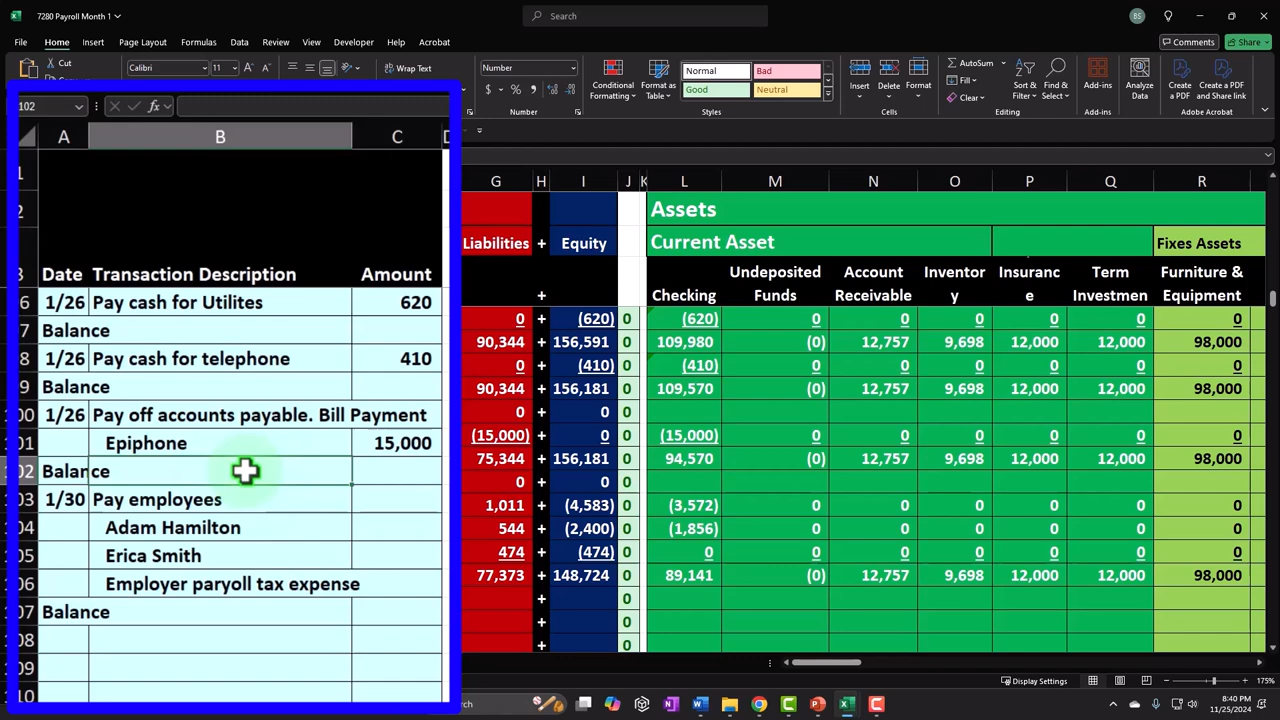 7280 Payroll Month 1
Search
BS
File Home Insert Page Layout Formulas Data Review View Developer Help Acrobat
Comments Share
Cut
Calibri 11
Wrap Text
Number
Conditional Formatting
Format as Table
Normal Bad
Good Neutral
Styles
Insert Delete Format
Cells
AutoSum
Fill
Clear
Sort & Filter
Find & Select
Editing
Add-ins
Add-ins
Analyze Data
Create a PDF
Create a PDF and Share link
Adobe Acrobat
102 fx
A B C
Date Transaction Description Amount
1/26 Pay cash for Utilites 620
Balance
1/26 Pay cash for telephone 410
Balance
1/26 Pay off accounts payable. Bill Payment
Epiphone 15,000
Balance
1/30 Pay employees
Adam Hamilton
Erica Smith
Employer paryoll tax expense
Balance
G H I J K L M N O P Q R
Assets
Liabilities + Equity Current Asset Fixes Assets
+ Checking Undeposited Funds Account Receivable Inventory Insurance Term Investmen Furniture & Equipment
0 + (620) 0 (620) 0 0 0 0 0 0
90,344 + 156,591 0 109,980 (0) 12,757 9,698 12,000 12,000 98,000
0 + (410) 0 (410) 0 0 0 0 0 0
90,344 + 156,181 0 109,570 (0) 12,757 9,698 12,000 12,000 98,000
0 + 0 0
(15,000) + 0 0 (15,000) 0 0 0 0 0 0
75,344 + 156,181 0 94,570 (0) 12,757 9,698 12,000 12,000 98,000
0 + 0 0
1,011 + (4,583) 0 (3,572) 0 0 0 0 0 0
544 + (2,400) 0 (1,856) 0 0 0 0 0 0
474 + (474) 0 0 0 0 0 0 0 0
77,373 + 148,724 0 89,141 (0) 12,757 9,698 12,000 12,000 98,000
+ 0
+ 0
+ 0
Display Settings 175%
8:40 PM
11/25/2024